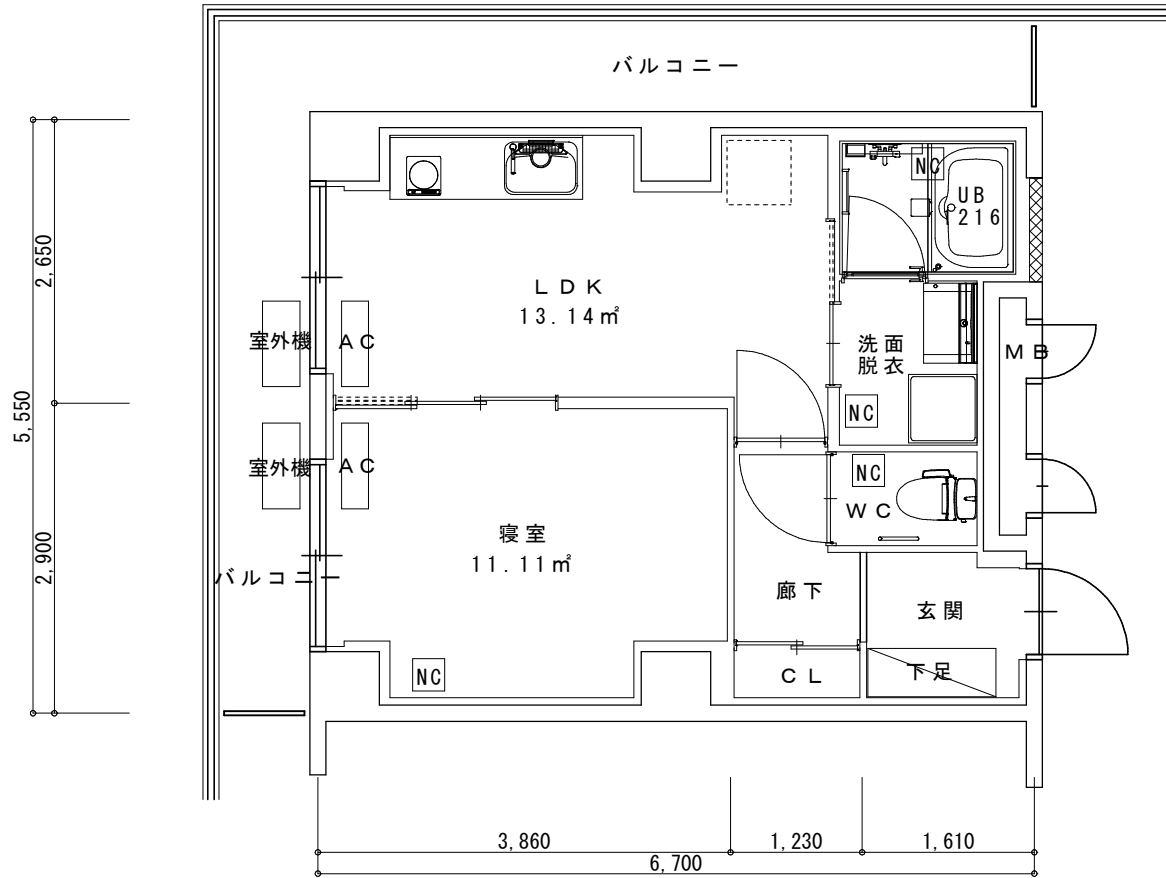 バルコニー
NC
UB
1216
2,650
LDK
13.14㎡
室外機
AC
洗面
脱衣
MB
5,550
NC
室外機
AC
NC
WC
寝室
11.11㎡
2,900
バルコニー
廊下
玄関
NC
CL
下足
3,860
1,230
1,610
6,700